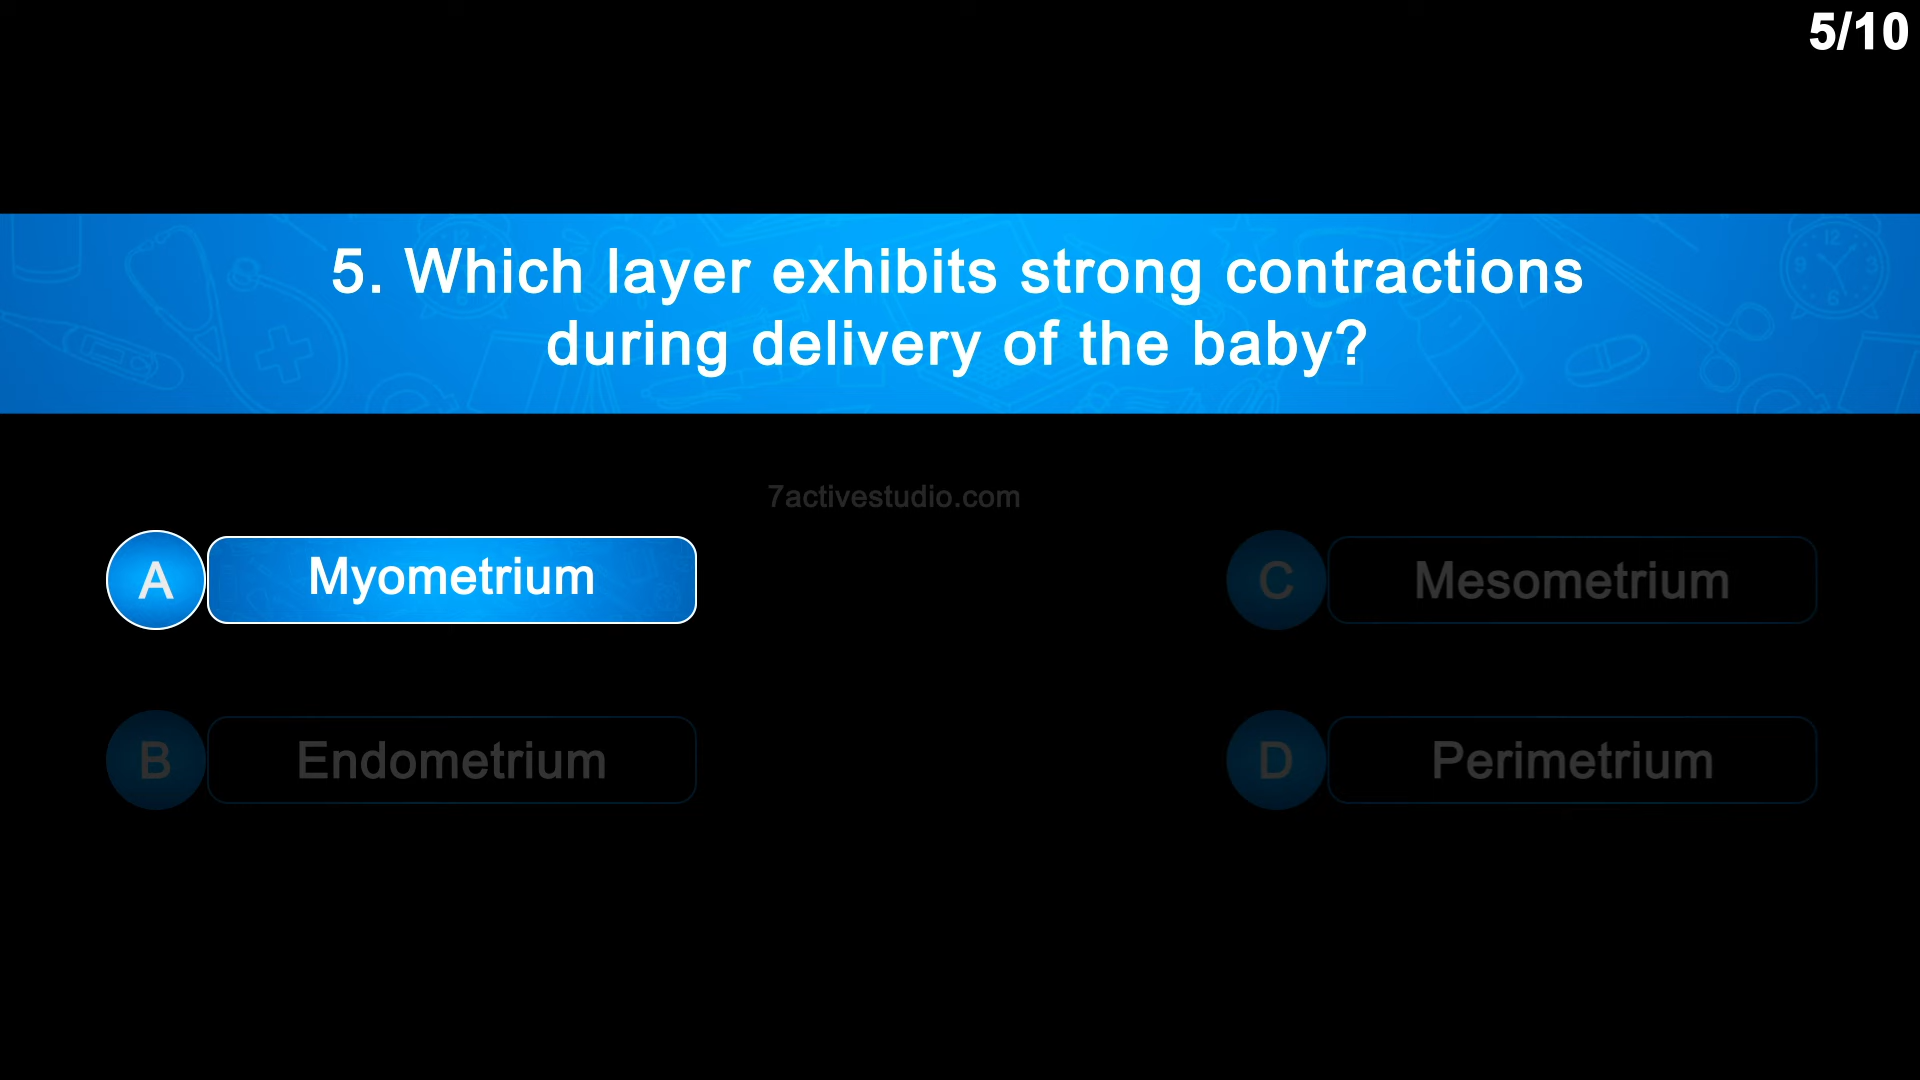 5/10
5. Which layer exhibits strong contractions
during delivery of the baby?
7activestudio.com
A Myometrium
C Mesometrium
B Endometrium
D Perimetrium